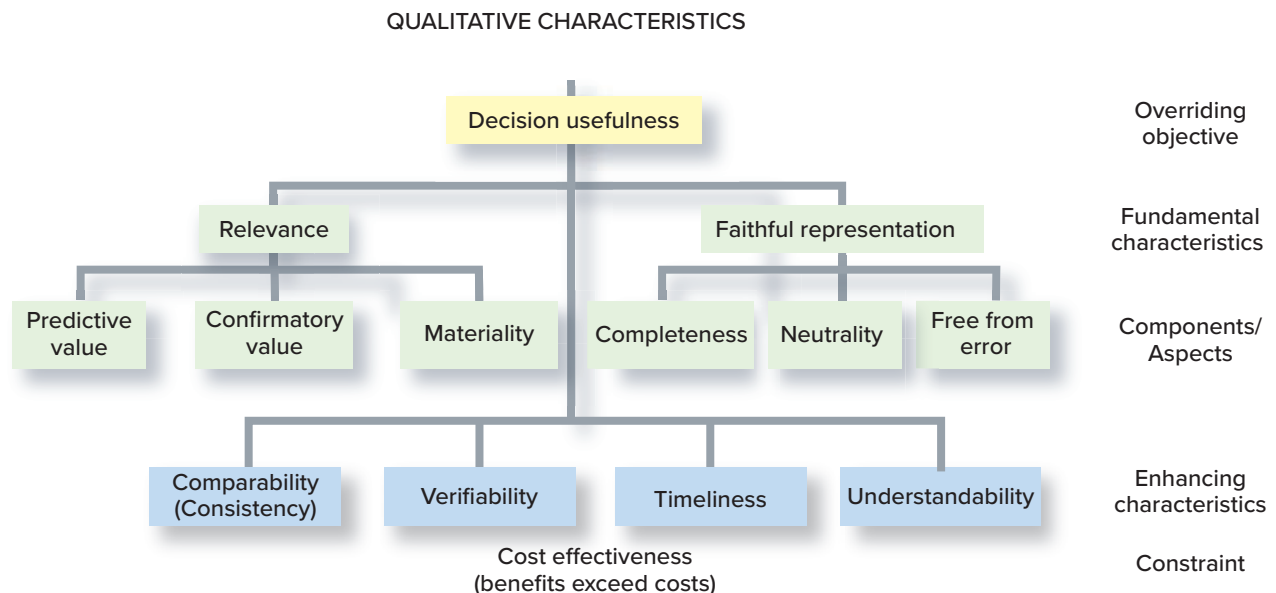 QUALITATIVE CHARACTERISTICS
Decision usefulness
Overriding
objective
Relevance
Faithful representation
Fundamental
characteristics
Predictive
value
Confirmatory
value
Materiality
Completeness
Neutrality
Free from
error
Components/
Aspects
Comparability
(Consistency)
Verifiability
Timeliness
Understandability
Enhancing
characteristics
Cost effectiveness
(benefits exceed costs)
Constraint